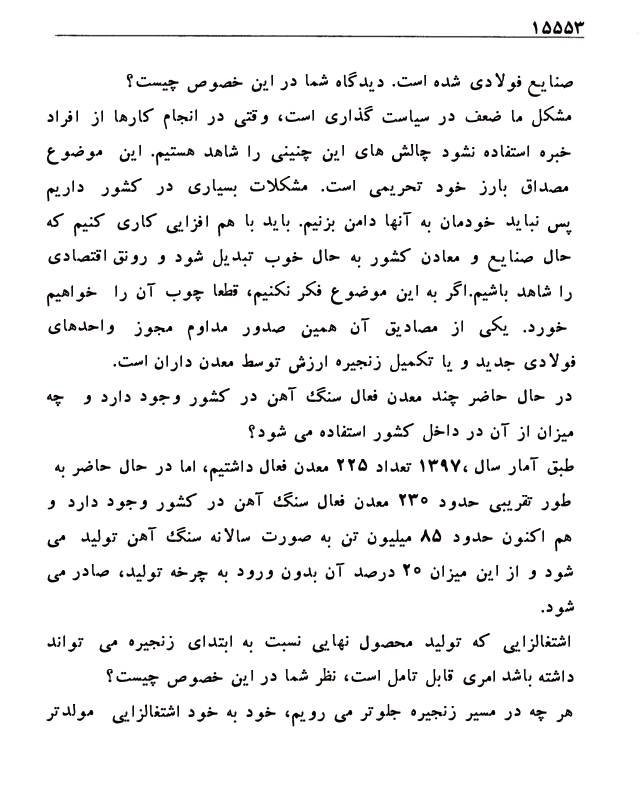 ۱۵۵۵۳
صنایع فولادی شده است. دیدگاه شما در این خصوص چیست؟
مشکل ما ضعف در سیاست گذاری است، وقتی در انجام کارها از افراد
خبره استفاده نشود چالش های این چنینی را شاهد هستیم. این موضوع
مصداق بارز خود تحریمی است. مشکلات بسیاری در کشور داریم
پس نباید خودمان به آنها دامن بزنیم. باید با هم افزایی کاری کنیم که
حال صنایع و معادن کشور به حال خوب تبدیل شود و رونق اقتصادی
را شاهد باشیم.اگر به این موضوع فکر نکنیم، قطعا چوب آن را خواهیم
خورد. یکی از مصادیق آن همین صدور مداوم مجوز واحدهای
فولادی جدید و یا تکمیل زنجیره ارزش توسط معدن داران است.
در حال حاضر چند معدن فعال سنگ آهن در کشور وجود دارد و چه
میزان از آن در داخل کشور استفاده می شود؟
طبق آمار سال ،۱۳۹۷ تعداد ۲۲۵ معدن فعال داشتیم، اما در حال حاضر به
طور تقریبی حدود ۲۳۰ معدن فعال سنگ آهن در کشور وجود دارد و
هم اکنون حدود ۸۵ میلیون تن به صورت سالانه سنگ آهن تولید می
شود و از این میزان ۲۰ درصد آن بدون ورود به چرخه تولید، صادر می
شود.
اشتغالزایی که تولید محصول نهایی نسبت به ابتدای زنجیره می تواند
داشته باشد امری قابل تامل است، نظر شما در این خصوص چیست؟
هر چه در مسیر زنجیره جلوتر می رویم، خود به خود اشتغالزایی مولدتر